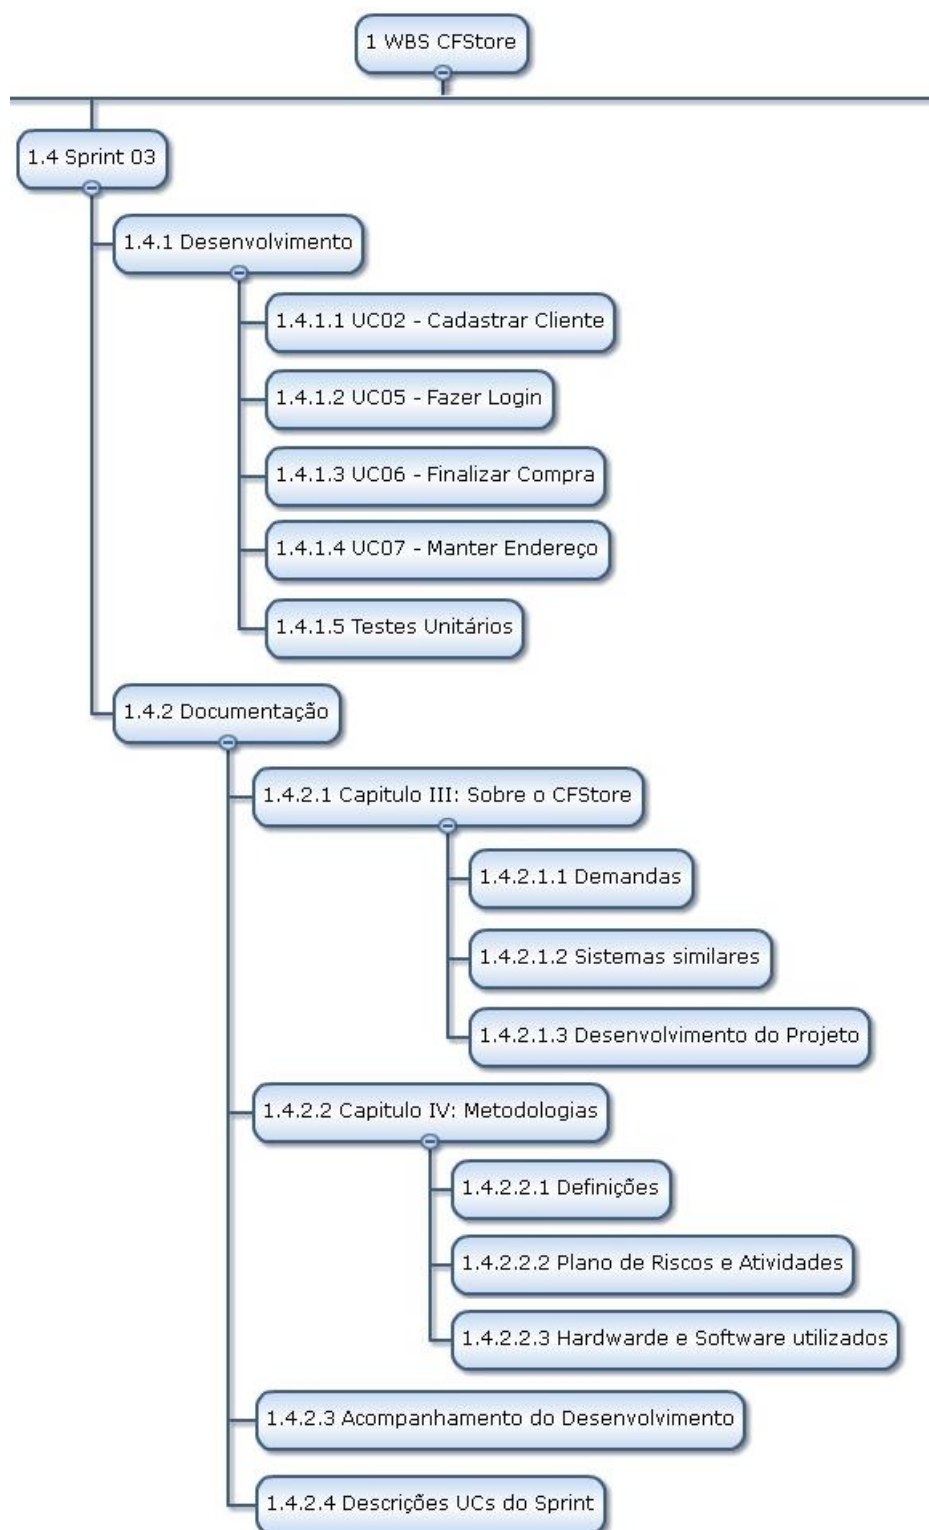 1 WBS CFStore
1.4 Sprint 03
1.4.1 Desenvolvimento
1.4.1.1 UC02 - Cadastrar Cliente
1.4.1.2 UC05 - Fazer Login
1.4.1.3 UC06 - Finalizar Compra
1.4.1.4 UC07 - Manter Endereço
1.4.1.5 Testes Unitários
1.4.2 Documentação
1.4.2.1 Capitulo III: Sobre o CFStore
1.4.2.1.1 Demandas
1.4.2.1.2 Sistemas similares
1.4.2.1.3 Desenvolvimento do Projeto
1.4.2.2 Capitulo IV: Metodologias
1.4.2.2.1 Definições
1.4.2.2.2 Plano de Riscos e Atividades
1.4.2.2.3 Hardwarde e Software utilizados
1.4.2.3 Acompanhamento do Desenvolvimento
1.4.2.4 Descrições UCs do Sprint